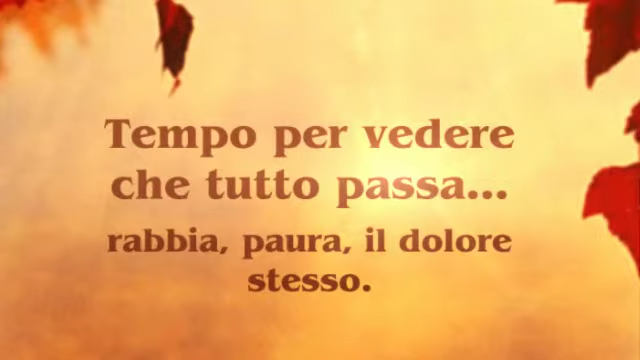 Tempo per vedere
che tutto passa...
rabbia, paura, il dolore
stesso.